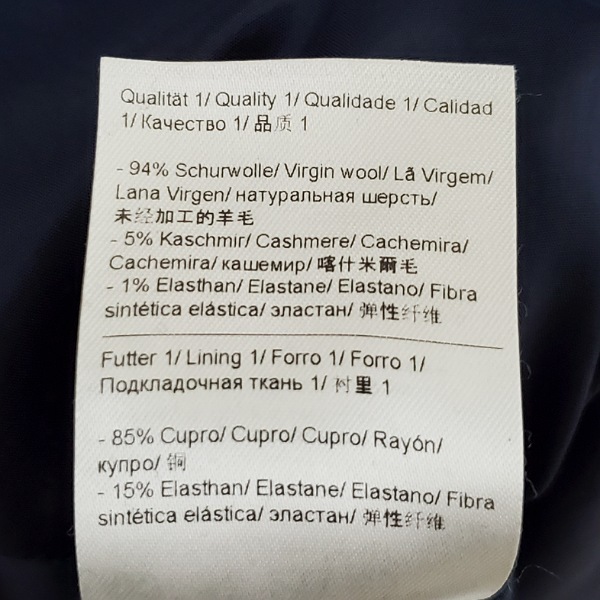 Qualität 1/ Quality 1/ Qualidade 1/ Calidad
1/ Качество 1/ 品质 1
- 94% Schurwolle/ Virgin wool/ Lã Virgem/
Lana Virgen/ натуральная шерсть/
未经加工的羊毛
- 5% Kaschmir/ Cashmere/ Cachemira/
Cachemira/ кашемир/ 喀什米爾毛
- 1% Elasthan/ Elastane/ Elastano/ Fibra
sintética elástica/ эластан/ 弹性纤维
Futter 1/ Lining 1/ Forro 1/ Forro 1/
Подкладочная ткань 1/ 衬里 1
- 85% Cupro/ Cupro/ Cupro/ Rayón/
купро/ 铜
- 15% Elasthan/ Elastane/ Elastano/ Fibra
sintética elástica/ эластан/ 弹性纤维